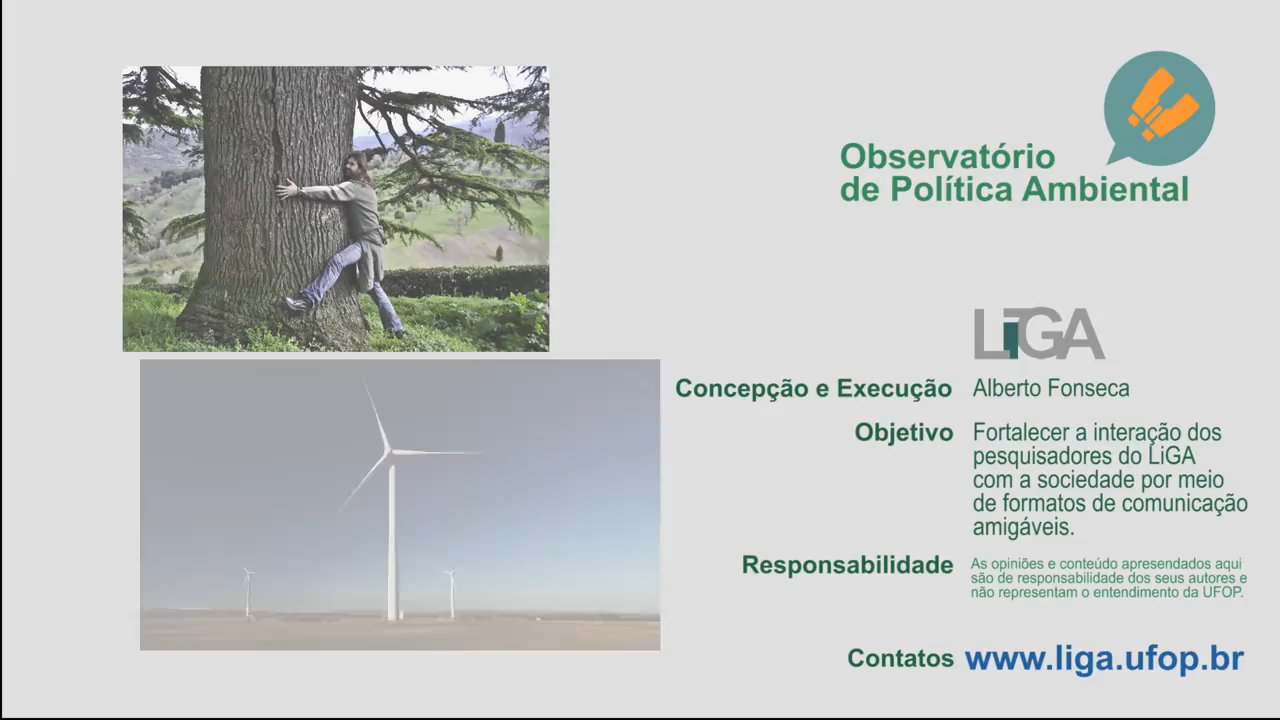 Observatório
de Política Ambiental
LiGA
Concepção e Execução Alberto Fonseca
Objetivo Fortalecer a interação dos
pesquisadores do LiGA
com a sociedade por meio
de formatos de comunicação
amigáveis.
Responsabilidade As opiniões e conteúdo apresendados aqui
são de responsabilidade dos seus autores e
não representam o entendimento da UFOP.
Contatos www.liga.ufop.br